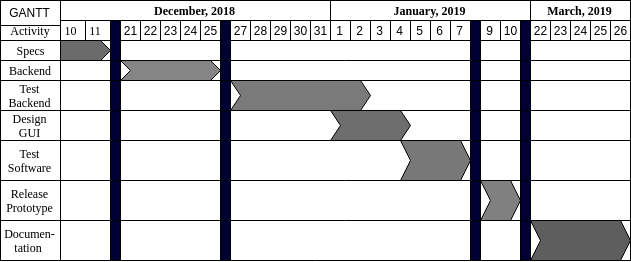 GANTT December, 2018 January, 2019 March, 2019
Activity 10 11 21 22 23 24 25 27 28 29 30 31 1 2 3 4 5 6 7 9 10 22 23 24 25 26
Specs
Backend
Test
Backend
Design
GUI
Test
Software
Release
Prototype
Documen-
tation